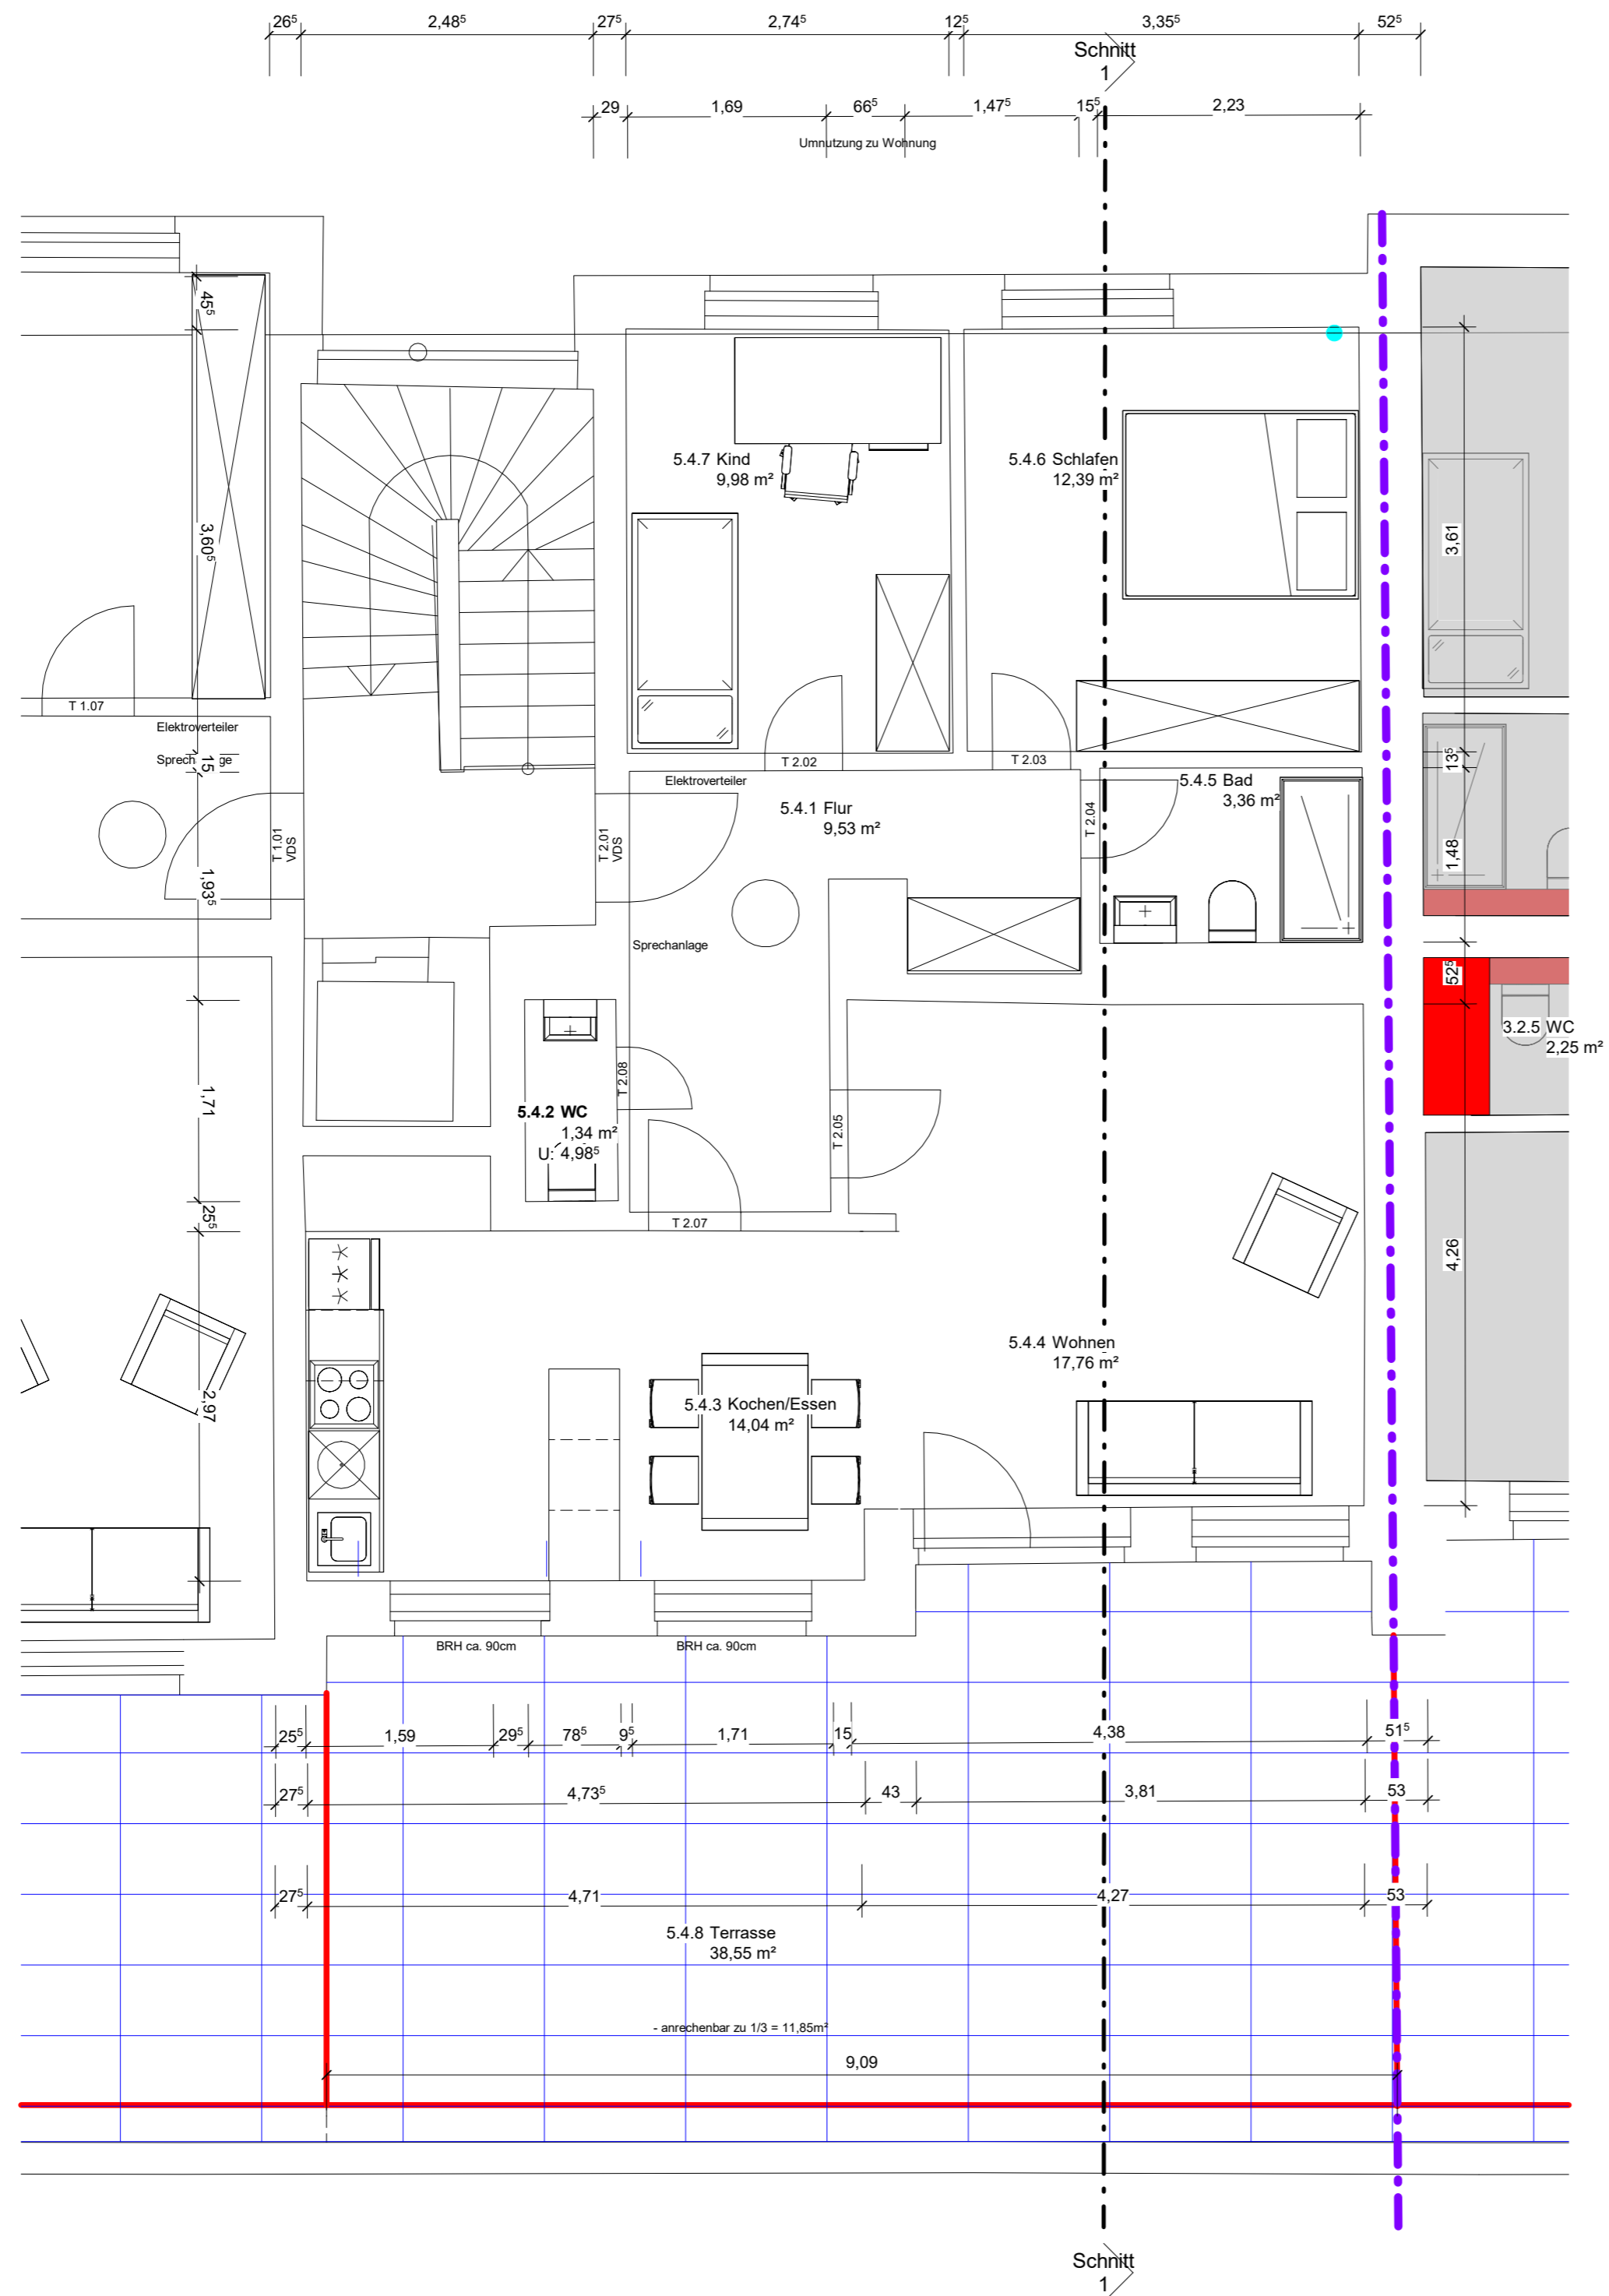 26⁵ 2,48⁵ 27⁵ 2,74⁵ 12⁵ 3,35⁵ 52⁵
Schnitt
1
29 1,69 66⁵ 1,47⁵ 15⁵ 2,23
Umnutzung zu Wohnung
45⁵
5.4.7 Kind
9,98 m²
5.4.6 Schlafen
12,39 m²
3,60⁵
3,61
T 1.07
Elektroverteiler
15
T 2.02
T 2.03
13⁵
Elektroverteiler
5.4.1 Flur
9,53 m²
5.4.5 Bad
3,36 m²
T 1.01
VDS
T 2.01
VDS
T 2.04
1,48
1,93⁵
Sprechanlage
52⁵
3.2.5 WC
2,25 m²
1,71
T 2.08
5.4.2 WC
1,34 m²
U: 4,98⁵
T 2.05
25⁵
T 2.07
4,26
5.4.4 Wohnen
17,76 m²
2,97
5.4.3 Kochen/Essen
14,04 m²
BRH ca. 90cm
BRH ca. 90cm
25⁵ 1,59 29⁵ 78⁵ 9⁵ 1,71 15 4,38 51⁵
27⁵ 4,73⁵ 43 3,81 53
27⁵ 4,71 4,27 53
5.4.8 Terrasse
38,55 m²
- anrechenbar zu 1/3 = 11,85m²
9,09
Schnitt
1